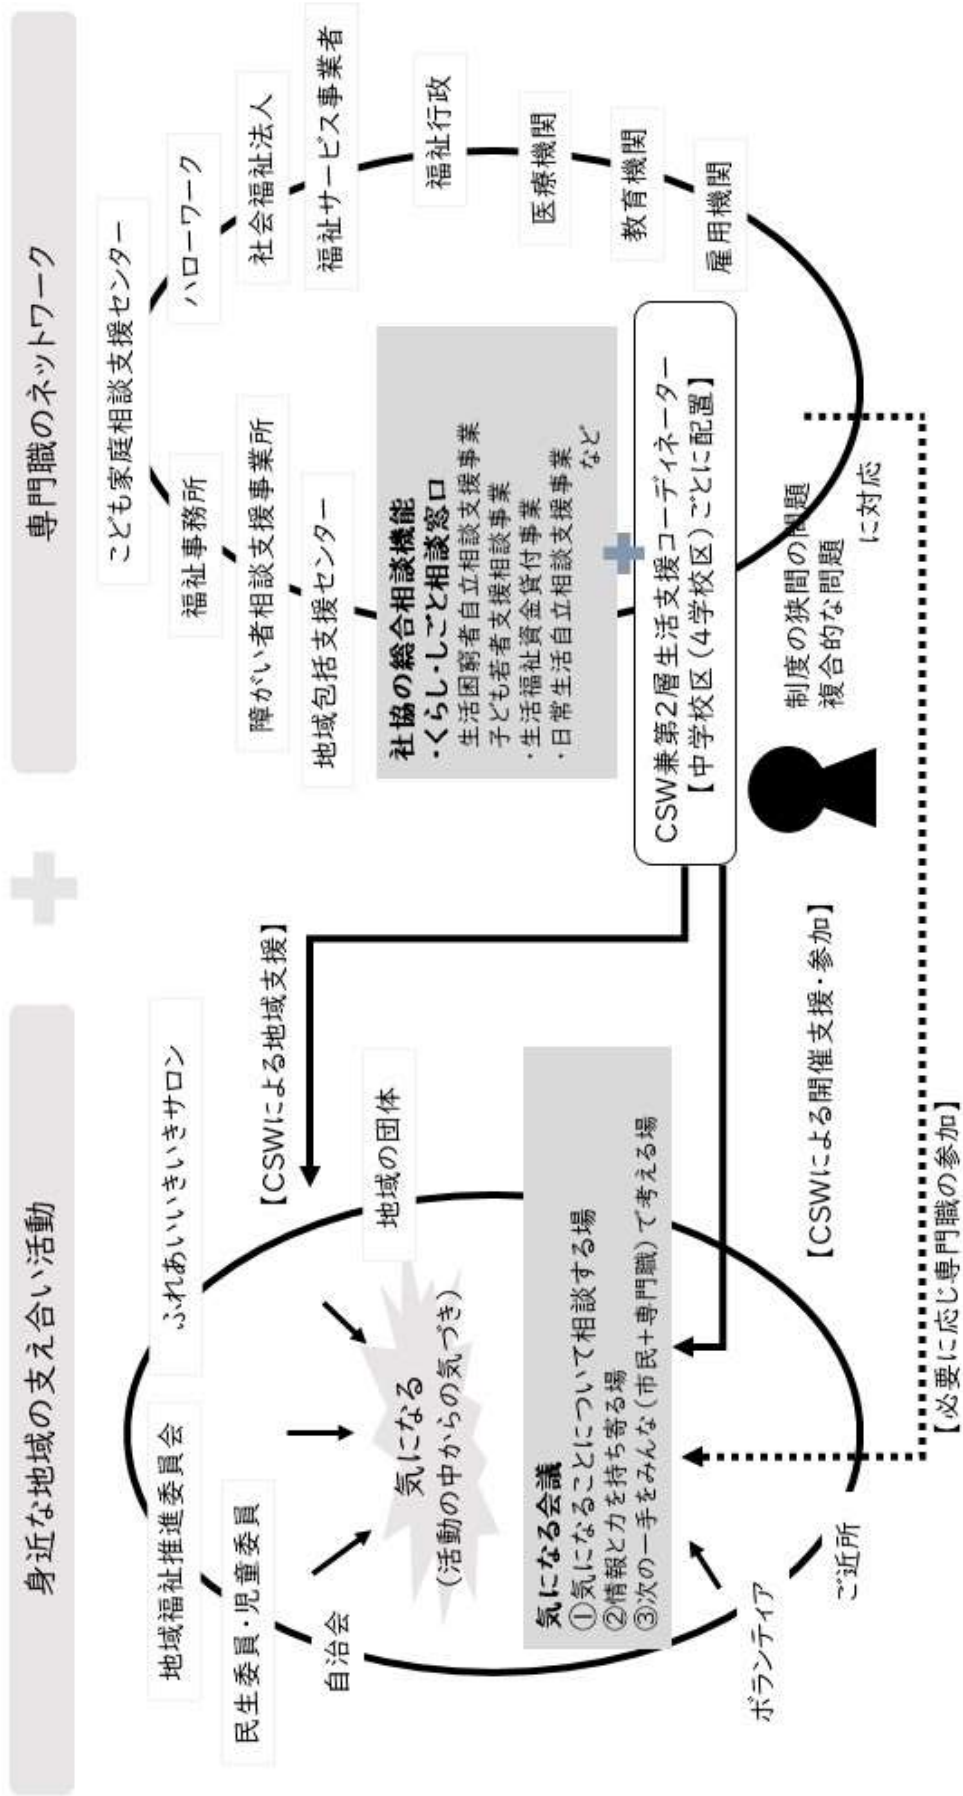 身近な地域の支え合い活動
専門職のネットワーク
地域福祉推進委員会
ふれあいいきいきサロン
民生委員・児童委員
自治会
地域の団体
気になる
(活動の中からの気づき)
気になる会議
①気になることについて相談する場
②情報と力を持ち寄る場
③次の一手をみんな(市民+専門職)で考える場
ボランティア
ご近所
【CSWによる地域支援】
【CSWによる開催支援・参加】
【必要に応じ専門職の参加】
こども家庭相談支援センター
福祉事務所
ハローワーク
障がい者相談支援事業所
社会福祉法人
地域包括支援センター
福祉サービス事業者
福祉行政
医療機関
教育機関
雇用機関
社協の総合相談機能
・くらし・しごと相談窓口
生活困窮者自立相談支援事業
子ども若者支援相談事業
・生活福祉資金貸付事業
・日常生活自立相談支援事業
など
CSW兼第2層生活支援コーディネーター
【中学校区(4学校区)ごとに配置】
制度の狭間の問題
複合的な問題
に対応